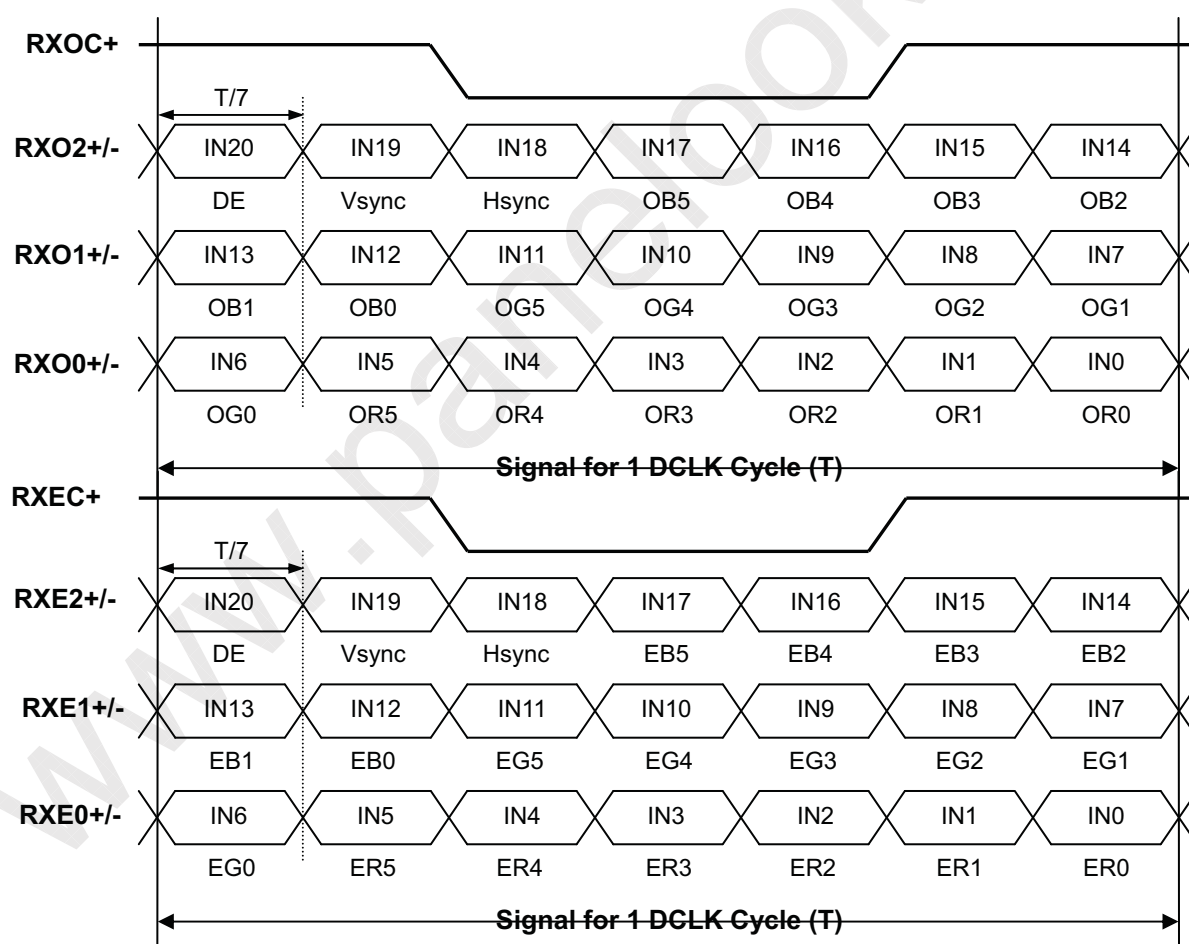 RXOC+
T/7
RXO2+/- IN20 IN19 IN18 IN17 IN16 IN15 IN14
DE Vsync Hsync OB5 OB4 OB3 OB2
RXO1+/- IN13 IN12 IN11 IN10 IN9 IN8 IN7
OB1 OB0 OG5 OG4 OG3 OG2 OG1
RXO0+/- IN6 IN5 IN4 IN3 IN2 IN1 IN0
OG0 OR5 OR4 OR3 OR2 OR1 OR0
Signal for 1 DCLK Cycle (T)
RXEC+
T/7
RXE2+/- IN20 IN19 IN18 IN17 IN16 IN15 IN14
DE Vsync Hsync EB5 EB4 EB3 EB2
RXE1+/- IN13 IN12 IN11 IN10 IN9 IN8 IN7
EB1 EB0 EG5 EG4 EG3 EG2 EG1
RXE0+/- IN6 IN5 IN4 IN3 IN2 IN1 IN0
EG0 ER5 ER4 ER3 ER2 ER1 ER0
Signal for 1 DCLK Cycle (T)
www.paneloo